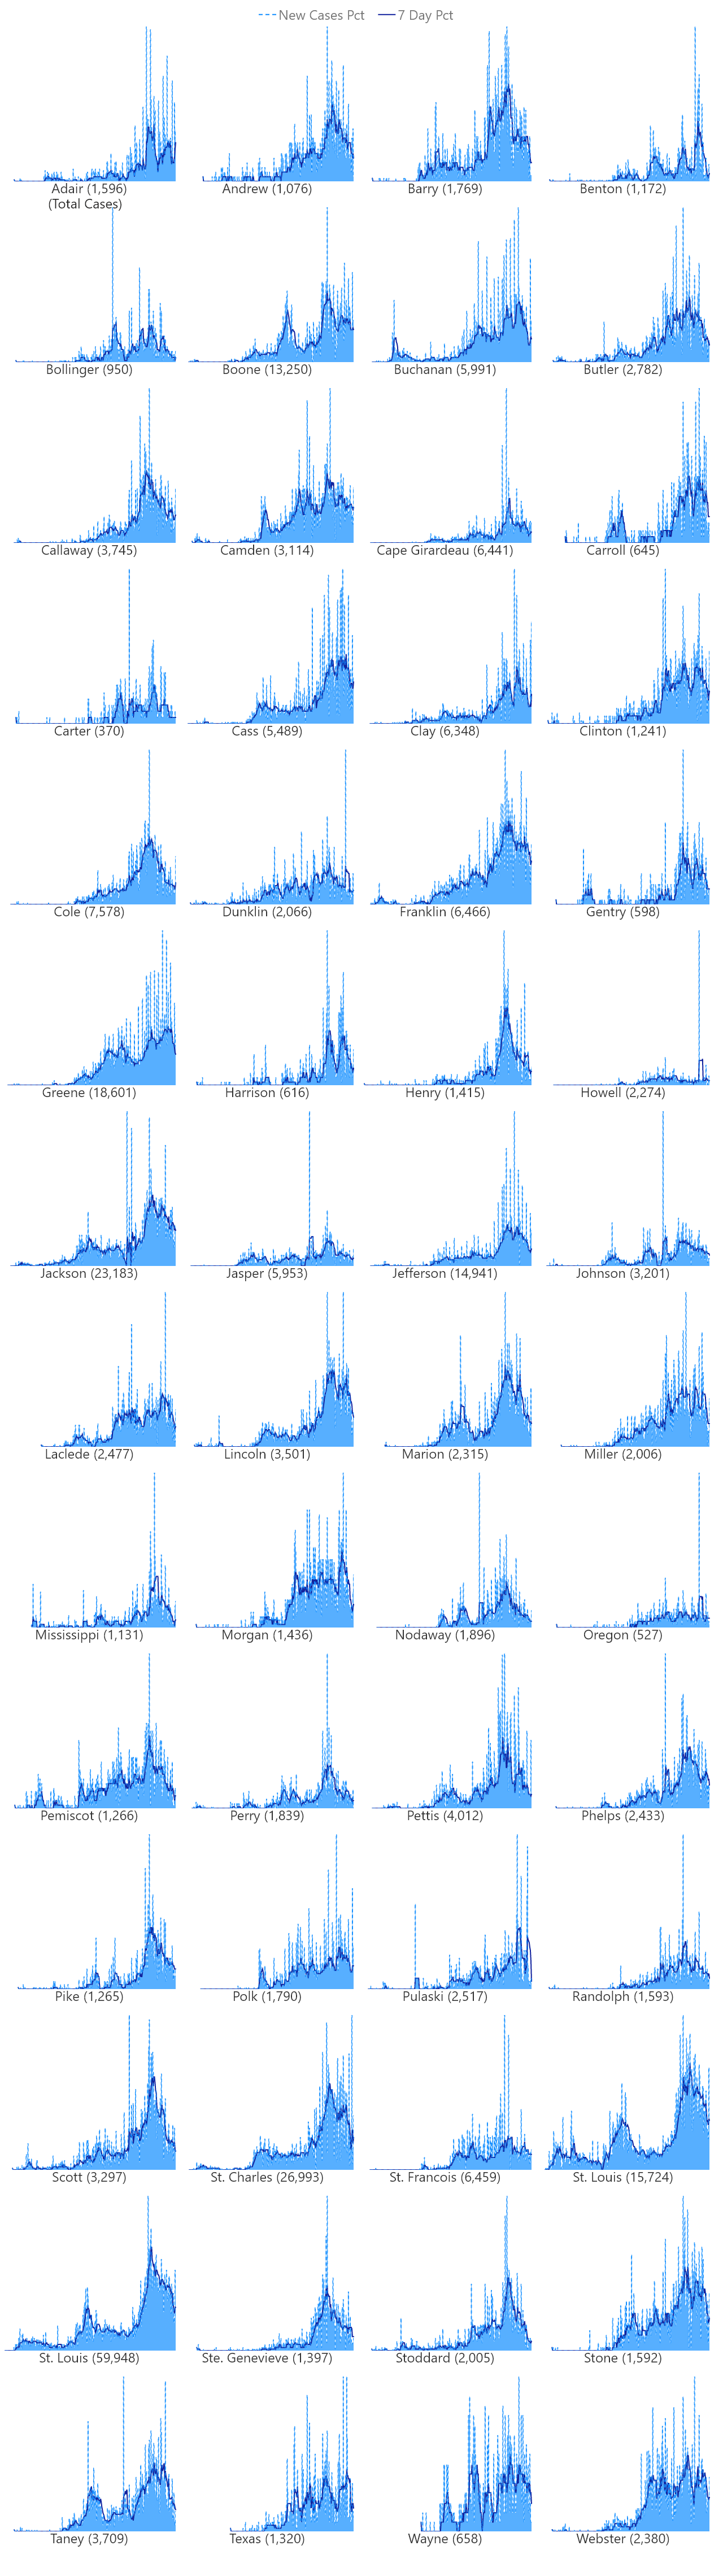 New Cases Pct 7 Day Pct
Adair (1,596) Andrew (1,076) Barry (1,769) Benton (1,172)
(Total Cases)
Bollinger (950) Boone (13,250) Buchanan (5,991) Butler (2,782)
Callaway (3,745) Camden (3,114) Cape Girardeau (6,441) Carroll (645)
Carter (370) Cass (5,489) Clay (6,348) Clinton (1,241)
Cole (7,578) Dunklin (2,066) Franklin (6,466) Gentry (598)
Greene (18,601) Harrison (616) Henry (1,415) Howell (2,274)
Jackson (23,183) Jasper (5,953) Jefferson (14,941) Johnson (3,201)
Laclede (2,477) Lincoln (3,501) Marion (2,315) Miller (2,006)
Mississippi (1,131) Morgan (1,436) Nodaway (1,896) Oregon (527)
Pemiscot (1,266) Perry (1,839) Pettis (4,012) Phelps (2,433)
Pike (1,265) Polk (1,790) Pulaski (2,517) Randolph (1,593)
Scott (3,297) St. Charles (26,993) St. Francois (6,459) St. Louis (15,724)
St. Louis (59,948) Ste. Genevieve (1,397) Stoddard (2,005) Stone (1,592)
Taney (3,709) Texas (1,320) Wayne (658) Webster (2,380)